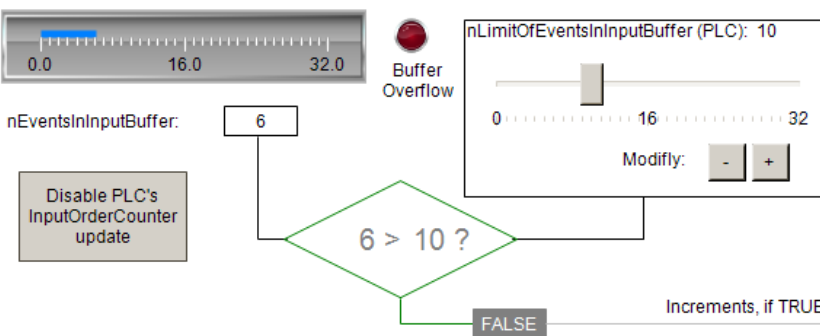 nLimitOfEventsInInputBuffer (PLC): 10
0.0 16.0 32.0
Buffer
Overflow
0 16 32
nEventsInInputBuffer: 6
Modifly: - +
Disable PLC's
InputOrderCounter
update
6 > 10 ?
Increments, if TRUE
FALSE